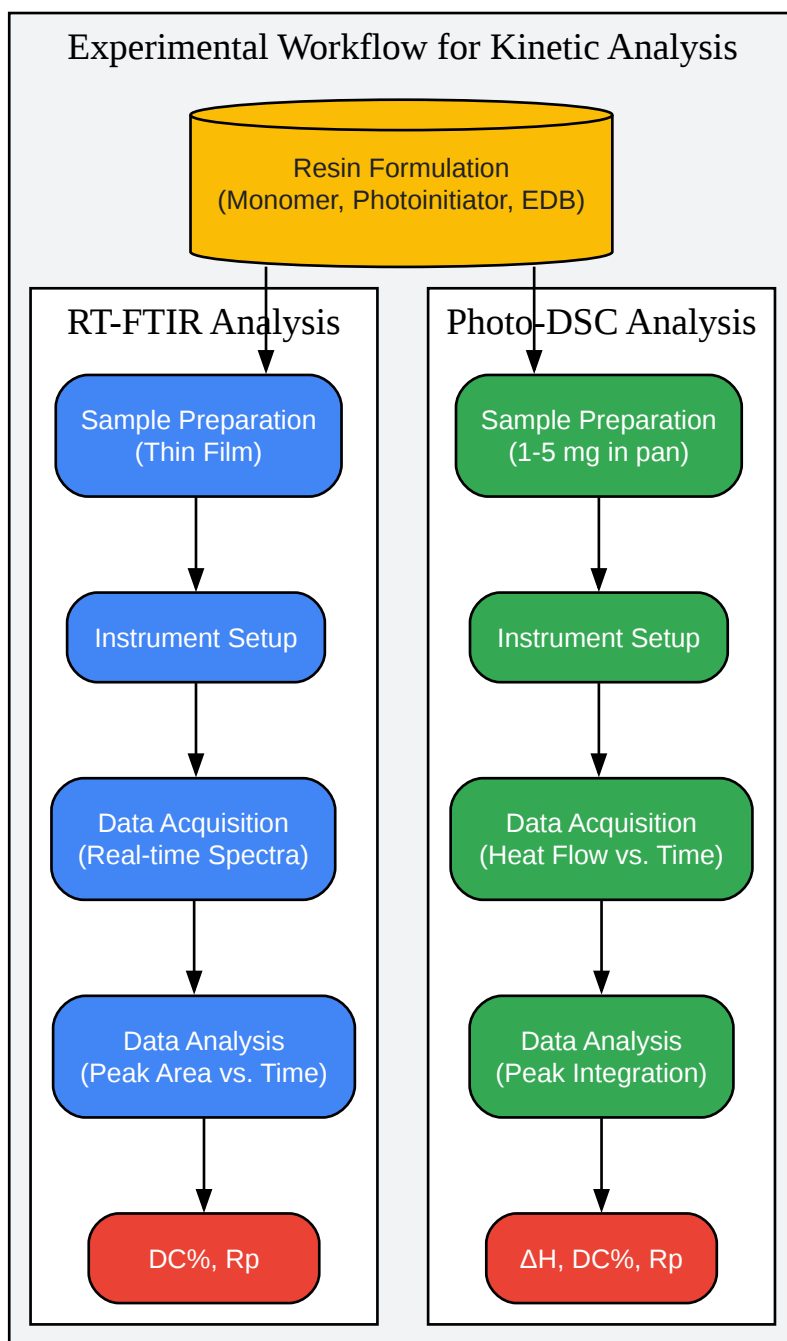 Experimental Workflow for Kinetic Analysis
Resin Formulation
(Monomer, Photoinitiator, EDB)
RT-FTIR Analysis
Sample Preparation
(Thin Film)
Instrument Setup
Data Acquisition
(Real-time Spectra)
Data Analysis
(Peak Area vs. Time)
DC%, Rp
Photo-DSC Analysis
Sample Preparation
(1-5 mg in pan)
Instrument Setup
Data Acquisition
(Heat Flow vs. Time)
Data Analysis
(Peak Integration)
ΔH, DC%, Rp